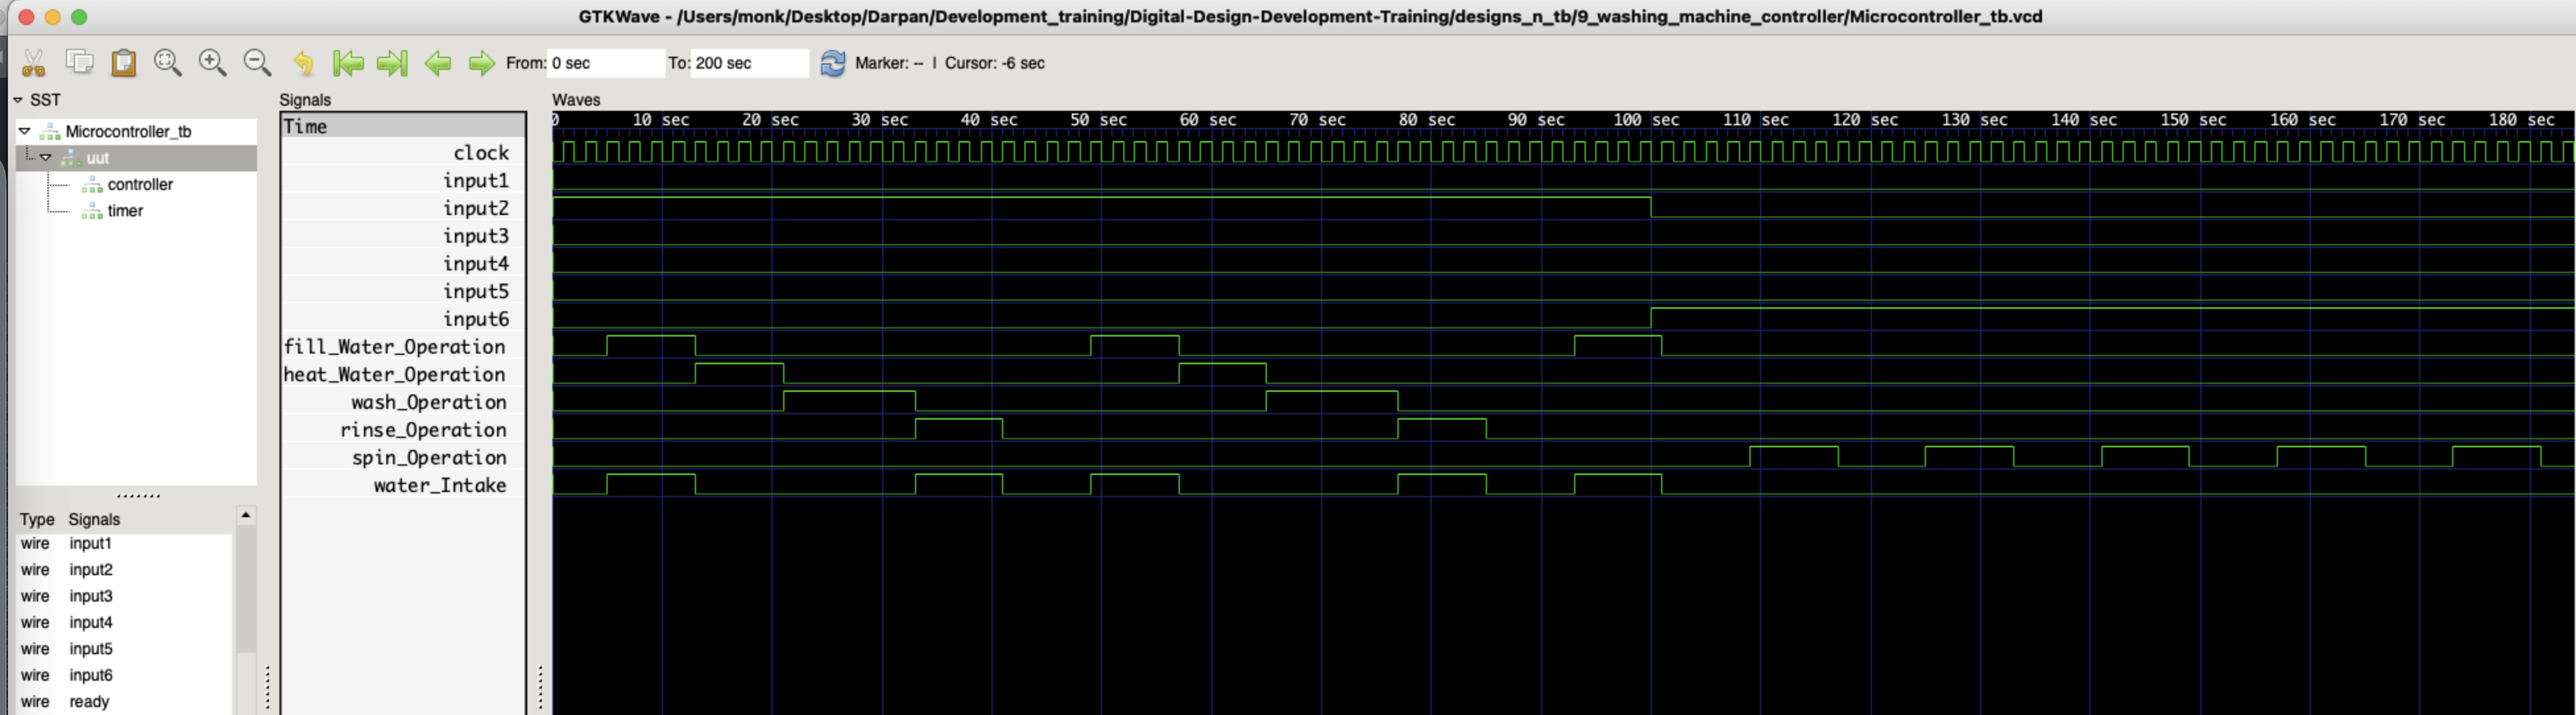 GTKWave - /Users/monk/Desktop/Darpan/Development_training/Digital-Design-Development-Training/designs_n_tb/9_washing_machine_controller/Microcontroller_tb.vcd
From: 0 sec To: 200 sec Marker: -- | Cursor: -6 sec
SST
Microcontroller_tb
uut
controller
timer
Type Signals
wire input1
wire input2
wire input3
wire input4
wire input5
wire input6
wire ready
Signals
Time
clock
input1
input2
input3
input4
input5
input6
fill_Water_Operation
heat_Water_Operation
wash_Operation
rinse_Operation
spin_Operation
water_Intake
Waves
0 10 sec 20 sec 30 sec 40 sec 50 sec 60 sec 70 sec 80 sec 90 sec 100 sec 110 sec 120 sec 130 sec 140 sec 150 sec 160 sec 170 sec 180 sec